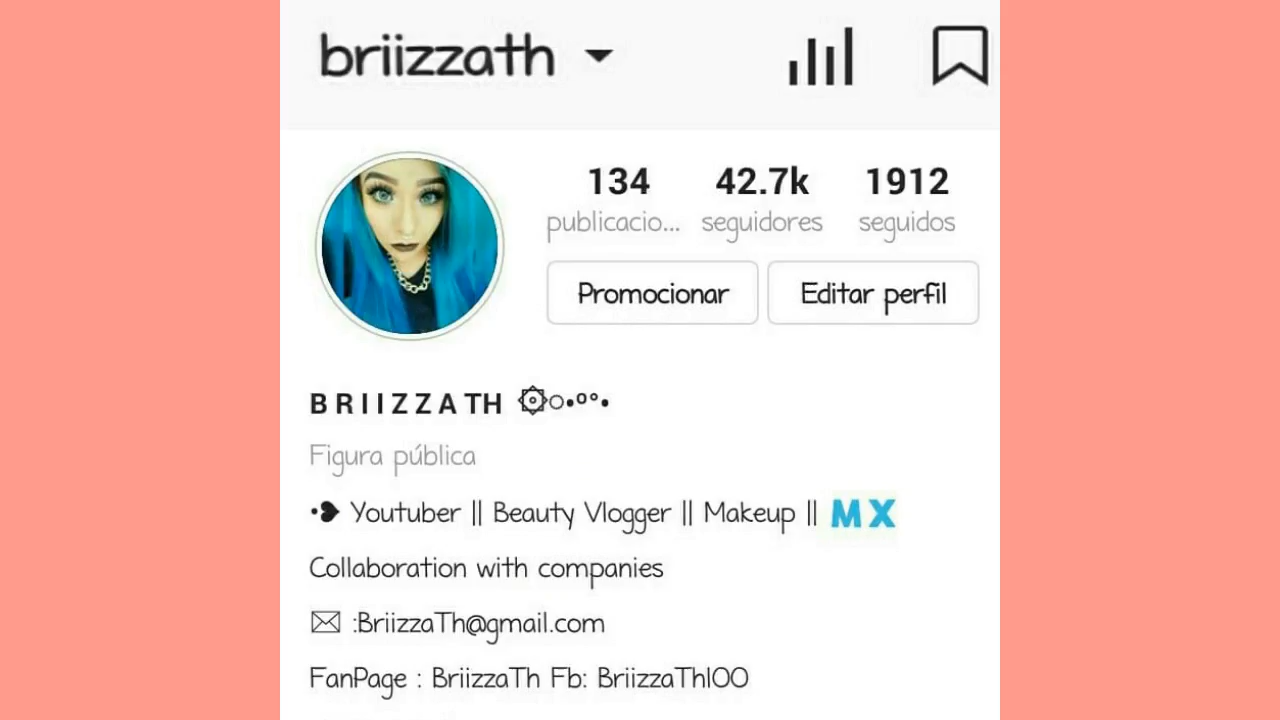 briizzath
134 42.7k 1912
publicacio... seguidores seguidos
Promocionar Editar perfil
B R I I Z Z A TH ۞○•°°•
Figura pública
•❥ Youtuber || Beauty Vlogger || Makeup || MX
Collaboration with companies
✉ :BriizzaTh@gmail.com
FanPage : BriizzaTh Fb: BriizzaTh100